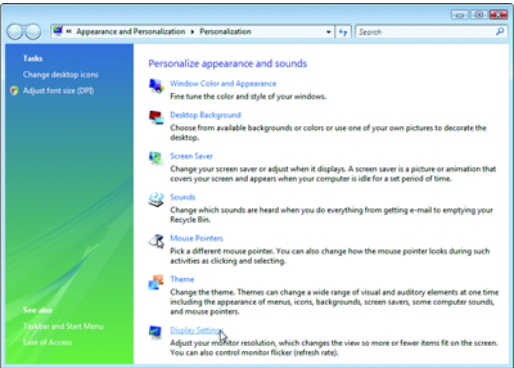 « Appearance and Personalization ▸ Personalization
Search
Tasks
Change desktop icons
Adjust font size (DPI)
Personalize appearance and sounds
Window Color and Appearance
Fine tune the color and style of your windows.
Desktop Background
Choose from available backgrounds or colors or use one of your own pictures to decorate the
desktop.
Screen Saver
Change your screen saver or adjust when it displays. A screen saver is a picture or animation that
covers your screen and appears when your computer is idle for a set period of time.
Sounds
Change which sounds are heard when you do everything from getting e-mail to emptying your
Recycle Bin.
Mouse Pointers
Pick a different mouse pointer. You can also change how the mouse pointer looks during such
activities as clicking and selecting.
Theme
Change the theme. Themes can change a wide range of visual and auditory elements at one time
including the appearance of menus, icons, backgrounds, screen savers, some computer sounds,
and mouse pointers.
Display Settings
Adjust your monitor resolution, which changes the view so more or fewer items fit on the screen.
You can also control monitor flicker (refresh rate).
See also
Taskbar and Start Menu
Ease of Access